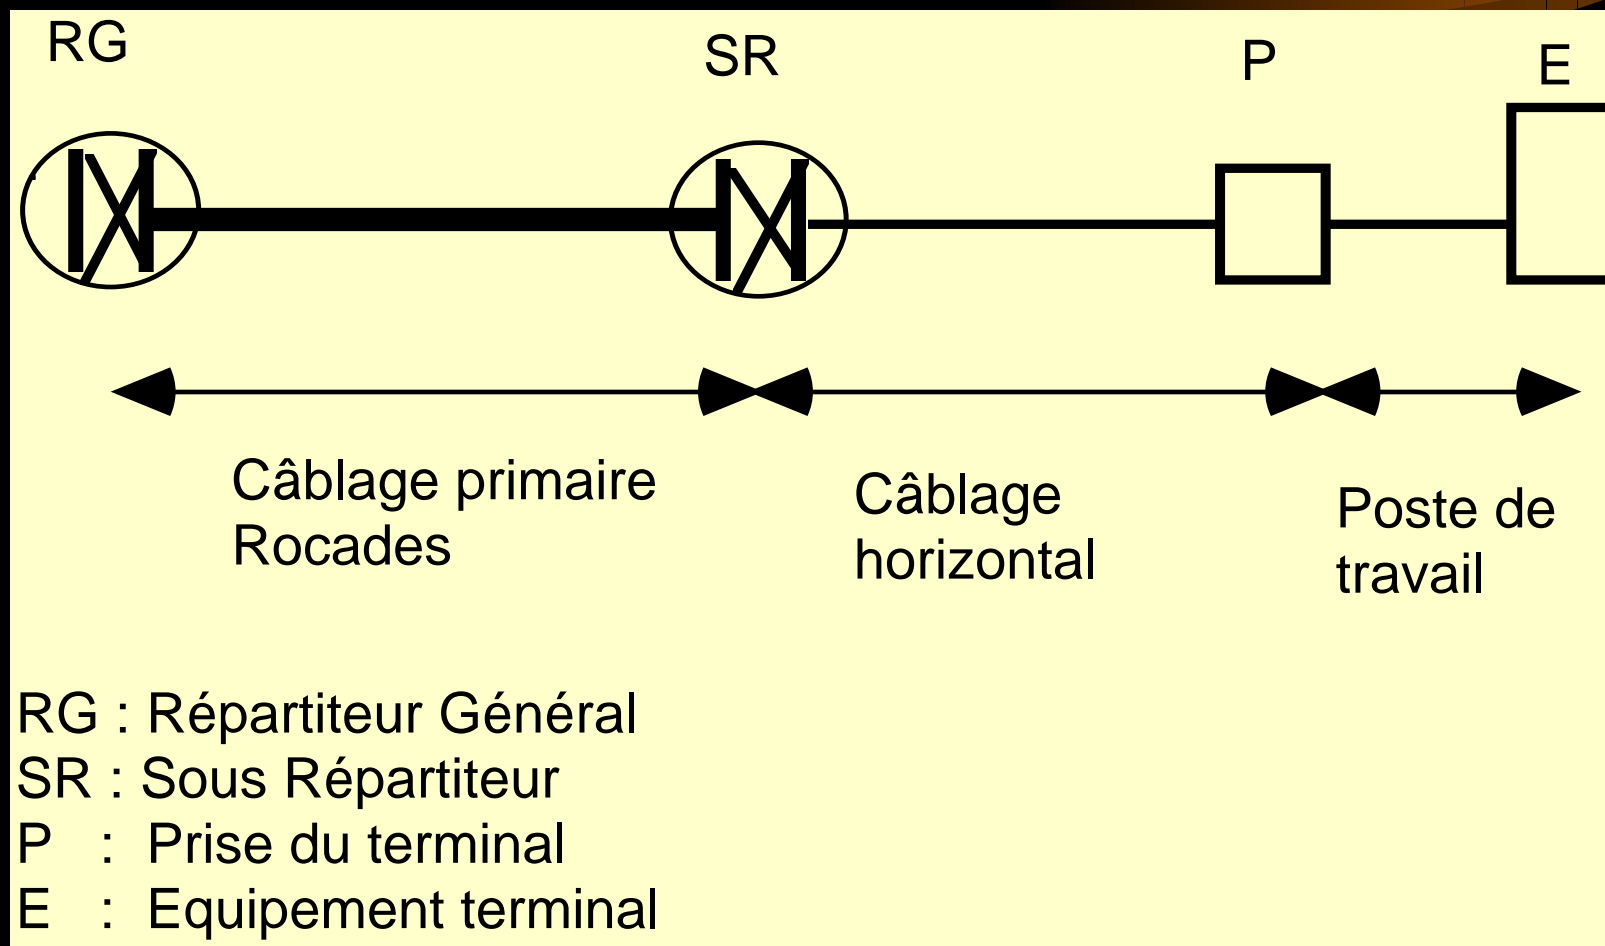 RG
SR
P
E
Câblage primaire
Rocades
Câblage
horizontal
Poste de
travail
RG : Répartiteur Général
SR : Sous Répartiteur
P : Prise du terminal
E : Equipement terminal